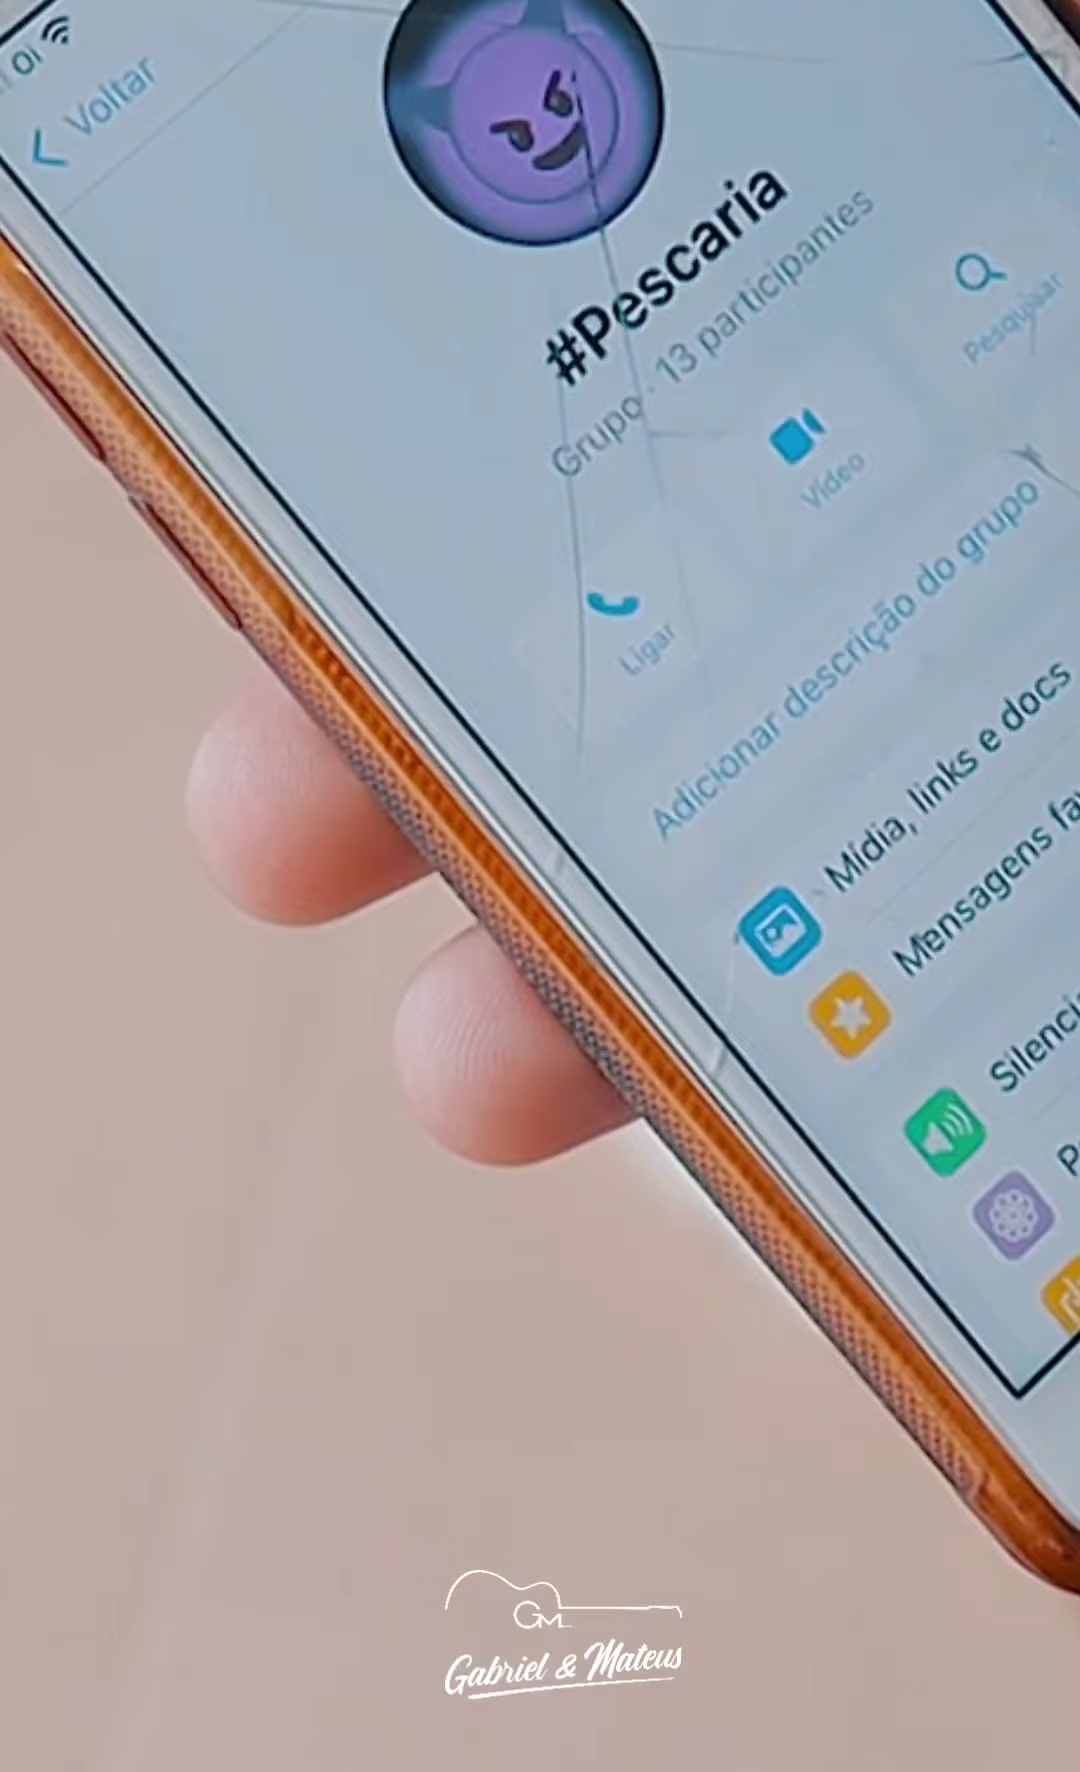 Oi
Voltar
#Pescaria
Grupo · 13 participantes
Ligar
Vídeo
Pesquisar
Adicionar descrição do grupo
Mídia, links e docs
Mensagens
GM
Gabriel & Mateus